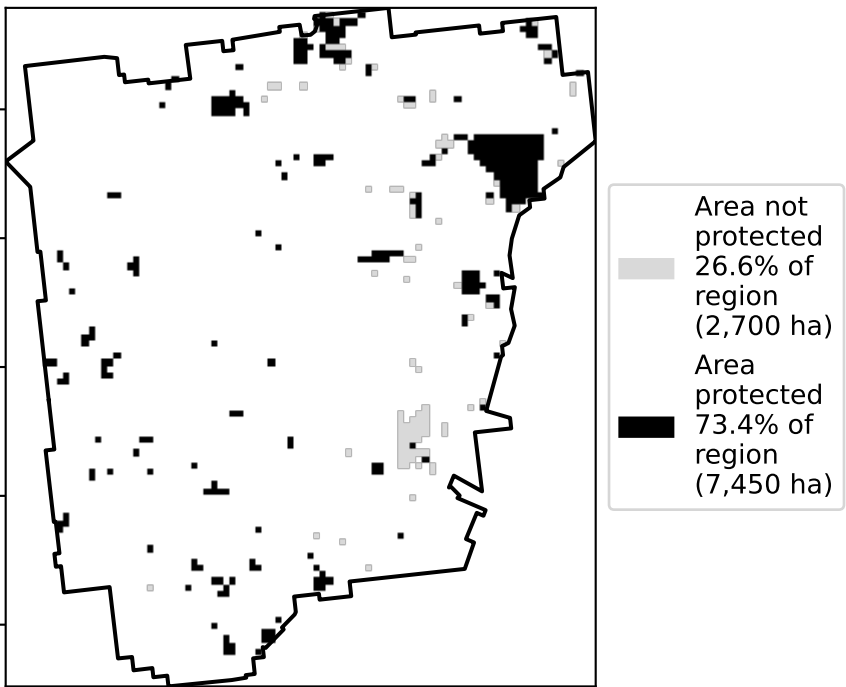 Area not
protected
26.6% of
region
(2,700 ha)
Area
protected
73.4% of
region
(7,450 ha)